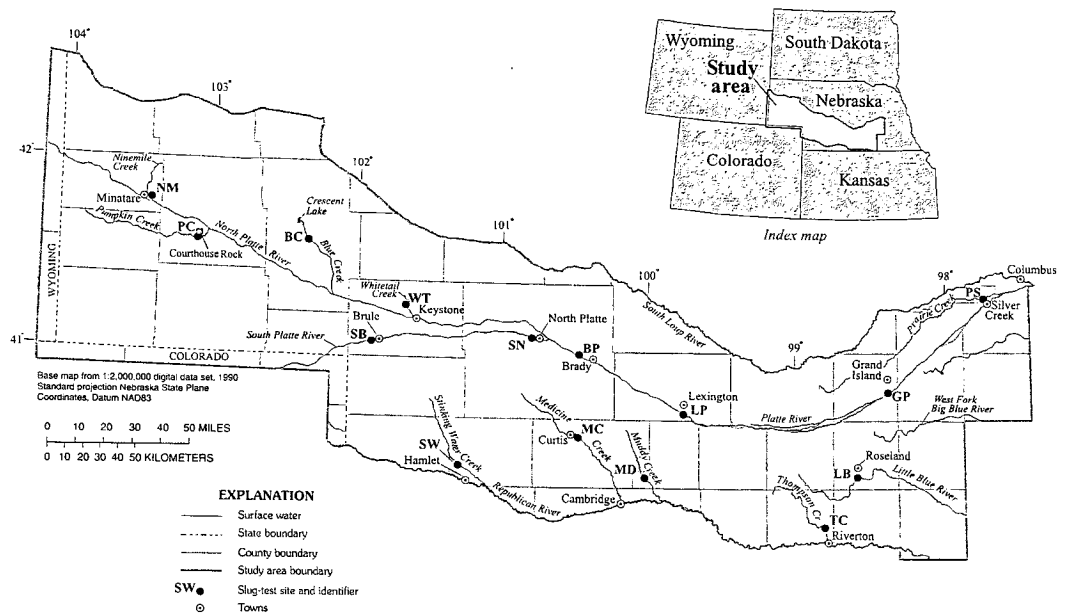 104°
103°
102°
101°
100°
99°
98°
42°
41°
Wyoming
South Dakota
Study
area
Nebraska
Colorado
Kansas
Index map
Ninemile
Creek
NM
Minatare
Pumpkin Creek
PC
Courthouse Rock
North Platte River
Crescent
Lake
BC
Blue Creek
Whitetail
Creek
WT
Keystone
Brule
SB
South Platte River
WYOMING
COLORADO
North Platte
SN
BP
Brady
South Loup River
Lexington
LP
Platte River
Grand
Island
GP
Prairie Creek
PS
Silver
Creek
Columbus
West Fork
Big Blue River
Roseland
LB
Little Blue River
Thompson Cr
TC
Riverton
Stinking Water Creek
SW
Hamlet
Republican River
Medicine
Creek
MC
Curtis
Muddy Creek
MD
Cambridge
Base map from 1:2,000,000 digital data set, 1990
Standard projection Nebraska State Plane
Coordinates, Datum NAD83
0 10 20 30 40 50 MILES
0 10 20 30 40 50 KILOMETERS
EXPLANATION
Surface water
State boundary
County boundary
Study area boundary
SW Slug-test site and identifier
Towns